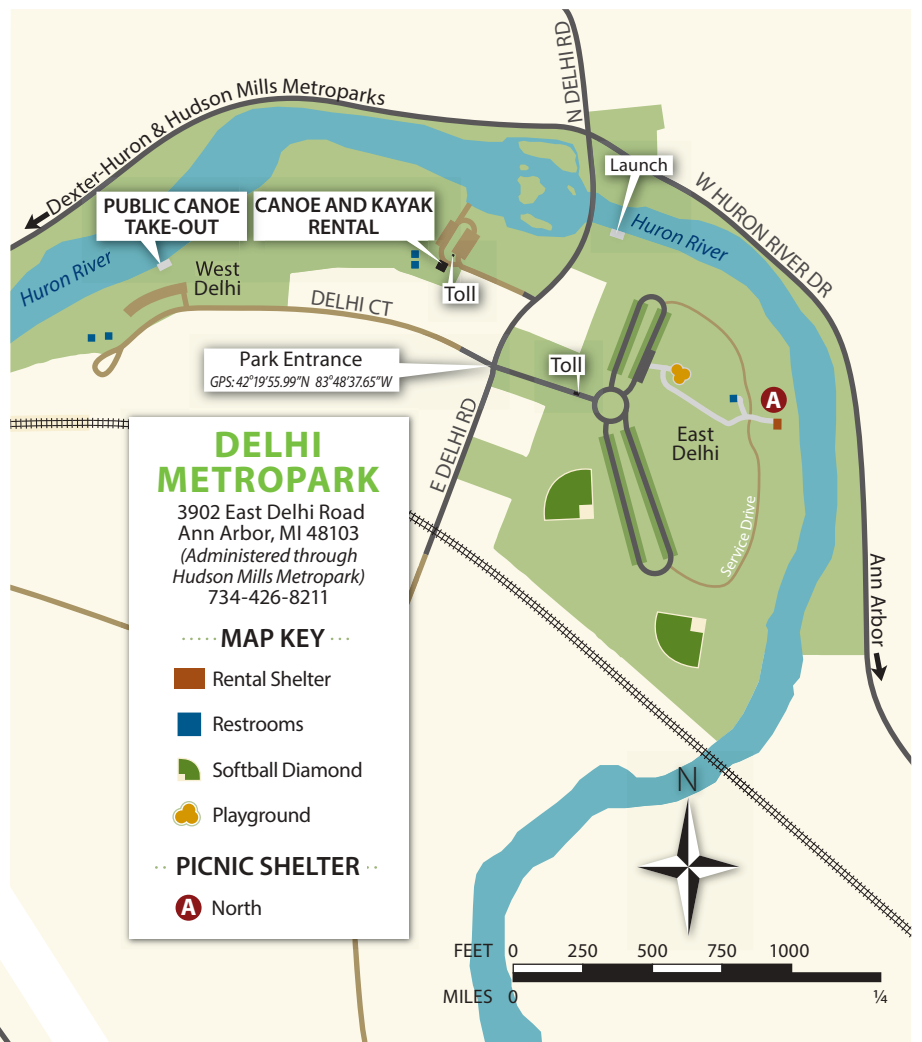 N DELHI RD
Dexter-Huron & Hudson Mills Metroparks
Launch
W HURON RIVER DR
PUBLIC CANOE
TAKE-OUT
CANOE AND KAYAK
RENTAL
Huron River
Huron River
West
Delhi
Toll
DELHI CT
Park Entrance
GPS: 42°19'55.99"N 83°48'37.65"W
Toll
A
East
Delhi
E DELHI RD
Service Drive
Ann Arbor
DELHI
METROPARK
3902 East Delhi Road
Ann Arbor, MI 48103
(Administered through
Hudson Mills Metropark)
734-426-8211
MAP KEY
Rental Shelter
Restrooms
Softball Diamond
Playground
PICNIC SHELTER
A North
N
FEET 0 250 500 750 1000
MILES 0 ¼